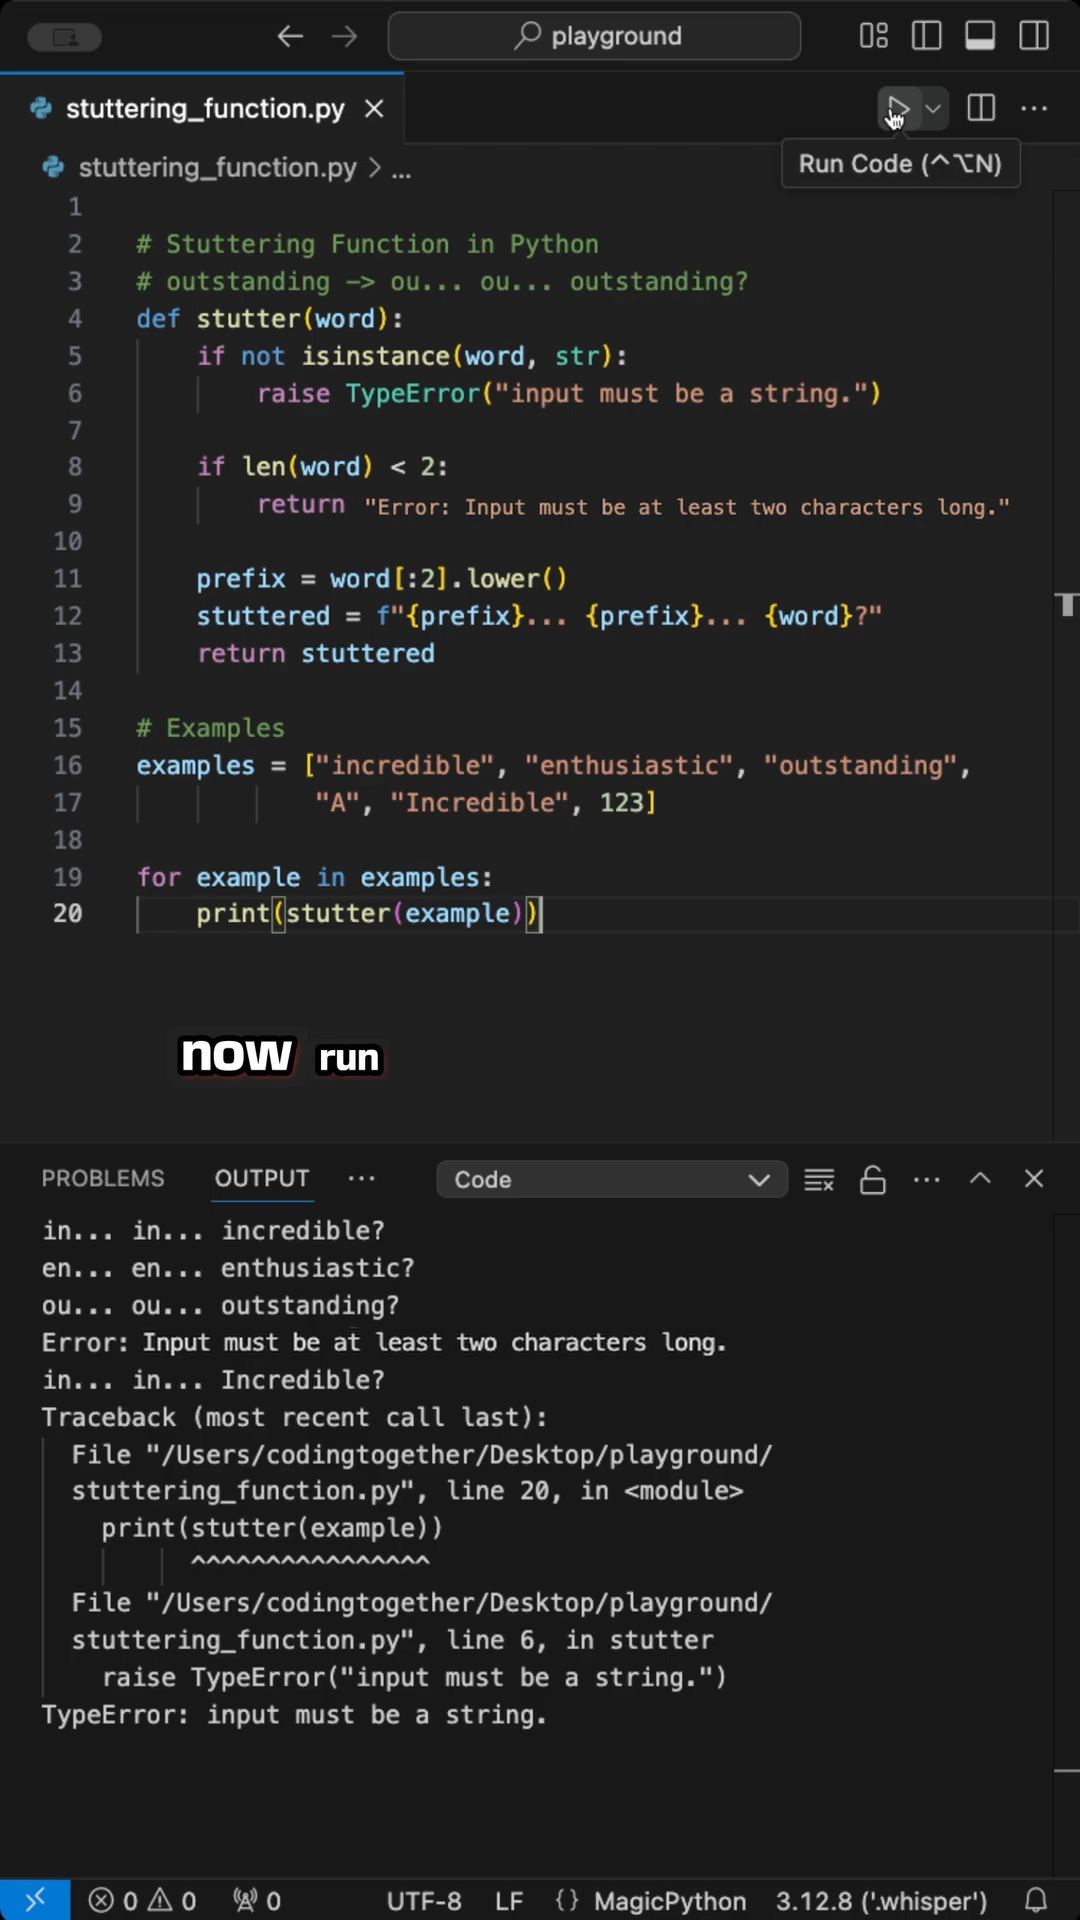 playground
stuttering_function.py
stuttering_function.py > ...
Run Code (^⌥N)
1
2 # Stuttering Function in Python
3 # outstanding -> ou... ou... outstanding?
4 def stutter(word):
5     if not isinstance(word, str):
6         raise TypeError("input must be a string.")
7
8     if len(word) < 2:
9         return "Error: Input must be at least two characters long."
10
11     prefix = word[:2].lower()
12     stuttered = f"{prefix}... {prefix}... {word}?"
13     return stuttered
14
15 # Examples
16 examples = ["incredible", "enthusiastic", "outstanding",
17             "A", "Incredible", 123]
18
19 for example in examples:
20     print(stutter(example))
now run
PROBLEMS OUTPUT ... Code
in... in... incredible?
en... en... enthusiastic?
ou... ou... outstanding?
Error: Input must be at least two characters long.
in... in... Incredible?
Traceback (most recent call last):
  File "/Users/codingtogether/Desktop/playground/
  stuttering_function.py", line 20, in <module>
    print(stutter(example))
          ^^^^^^^^^^^^^^^^
  File "/Users/codingtogether/Desktop/playground/
  stuttering_function.py", line 6, in stutter
    raise TypeError("input must be a string.")
TypeError: input must be a string.
0 0 0 UTF-8 LF {} MagicPython 3.12.8 ('.whisper')